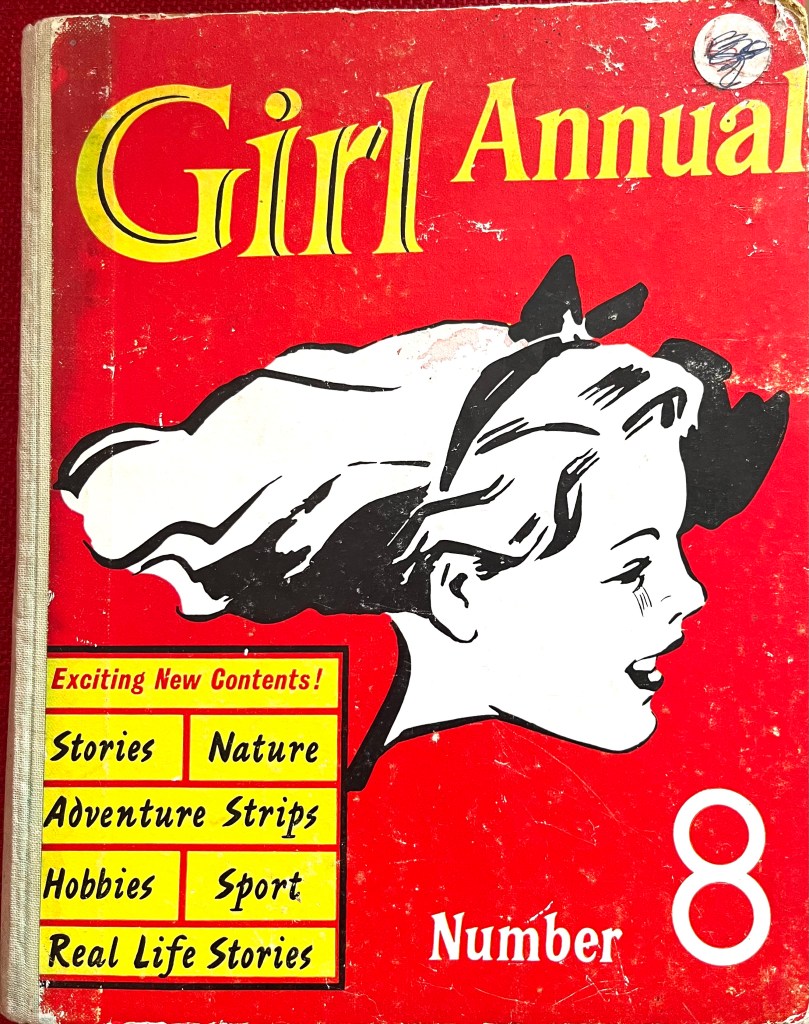 Girl Annual
Exciting New Contents!
Stories Nature
Adventure Strips
Hobbies Sport
Real Life Stories
Number 8